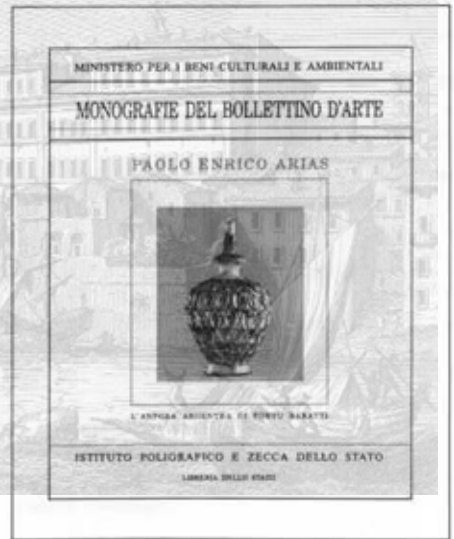 MINISTERO PER I BENI CULTURALI E AMBIENTALI
MONOGRAFIE DEL BOLLETTINO D'ARTE
PAOLO ENRICO ARIAS
L'ANFORA ARGENTEA DI PORTO BARATTI
ISTITUTO POLIGRAFICO E ZECCA DELLO STATO
LIBRERIA DELLO STATO